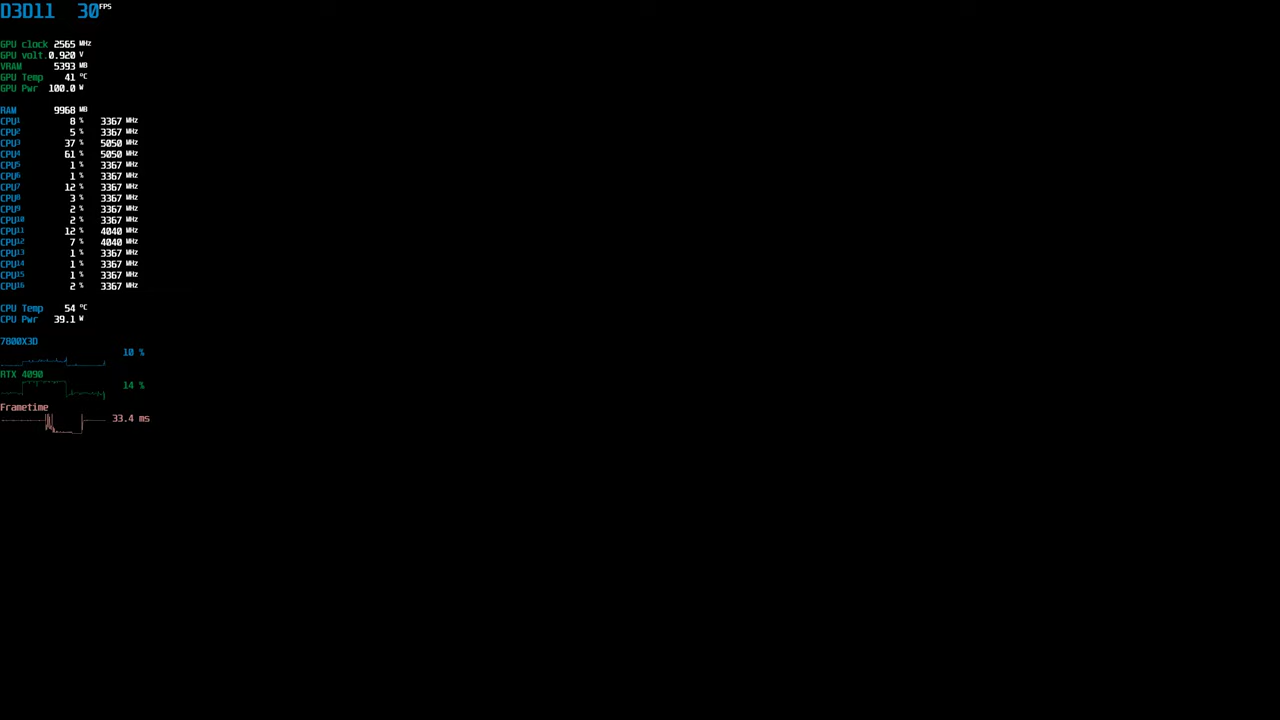 D3D11 30 FPS
GPU clock 2565 MHz
GPU volt. 0.920 V
VRAM 5393 MB
GPU Temp 41 °C
GPU Pwr 100.0 W
RAM 9968 MB
CPU1 8 % 3367 MHz
CPU2 5 % 3367 MHz
CPU3 37 % 5050 MHz
CPU4 61 % 5050 MHz
CPU5 1 % 3367 MHz
CPU6 1 % 3367 MHz
CPU7 12 % 3367 MHz
CPU8 3 % 3367 MHz
CPU9 2 % 3367 MHz
CPU10 2 % 3367 MHz
CPU11 12 % 4040 MHz
CPU12 7 % 4040 MHz
CPU13 1 % 3367 MHz
CPU14 1 % 3367 MHz
CPU15 1 % 3367 MHz
CPU16 2 % 3367 MHz
CPU Temp 54 °C
CPU Pwr 39.1 W
7800X3D
10 %
RTX 4090
14 %
Frametime
33.4 ms